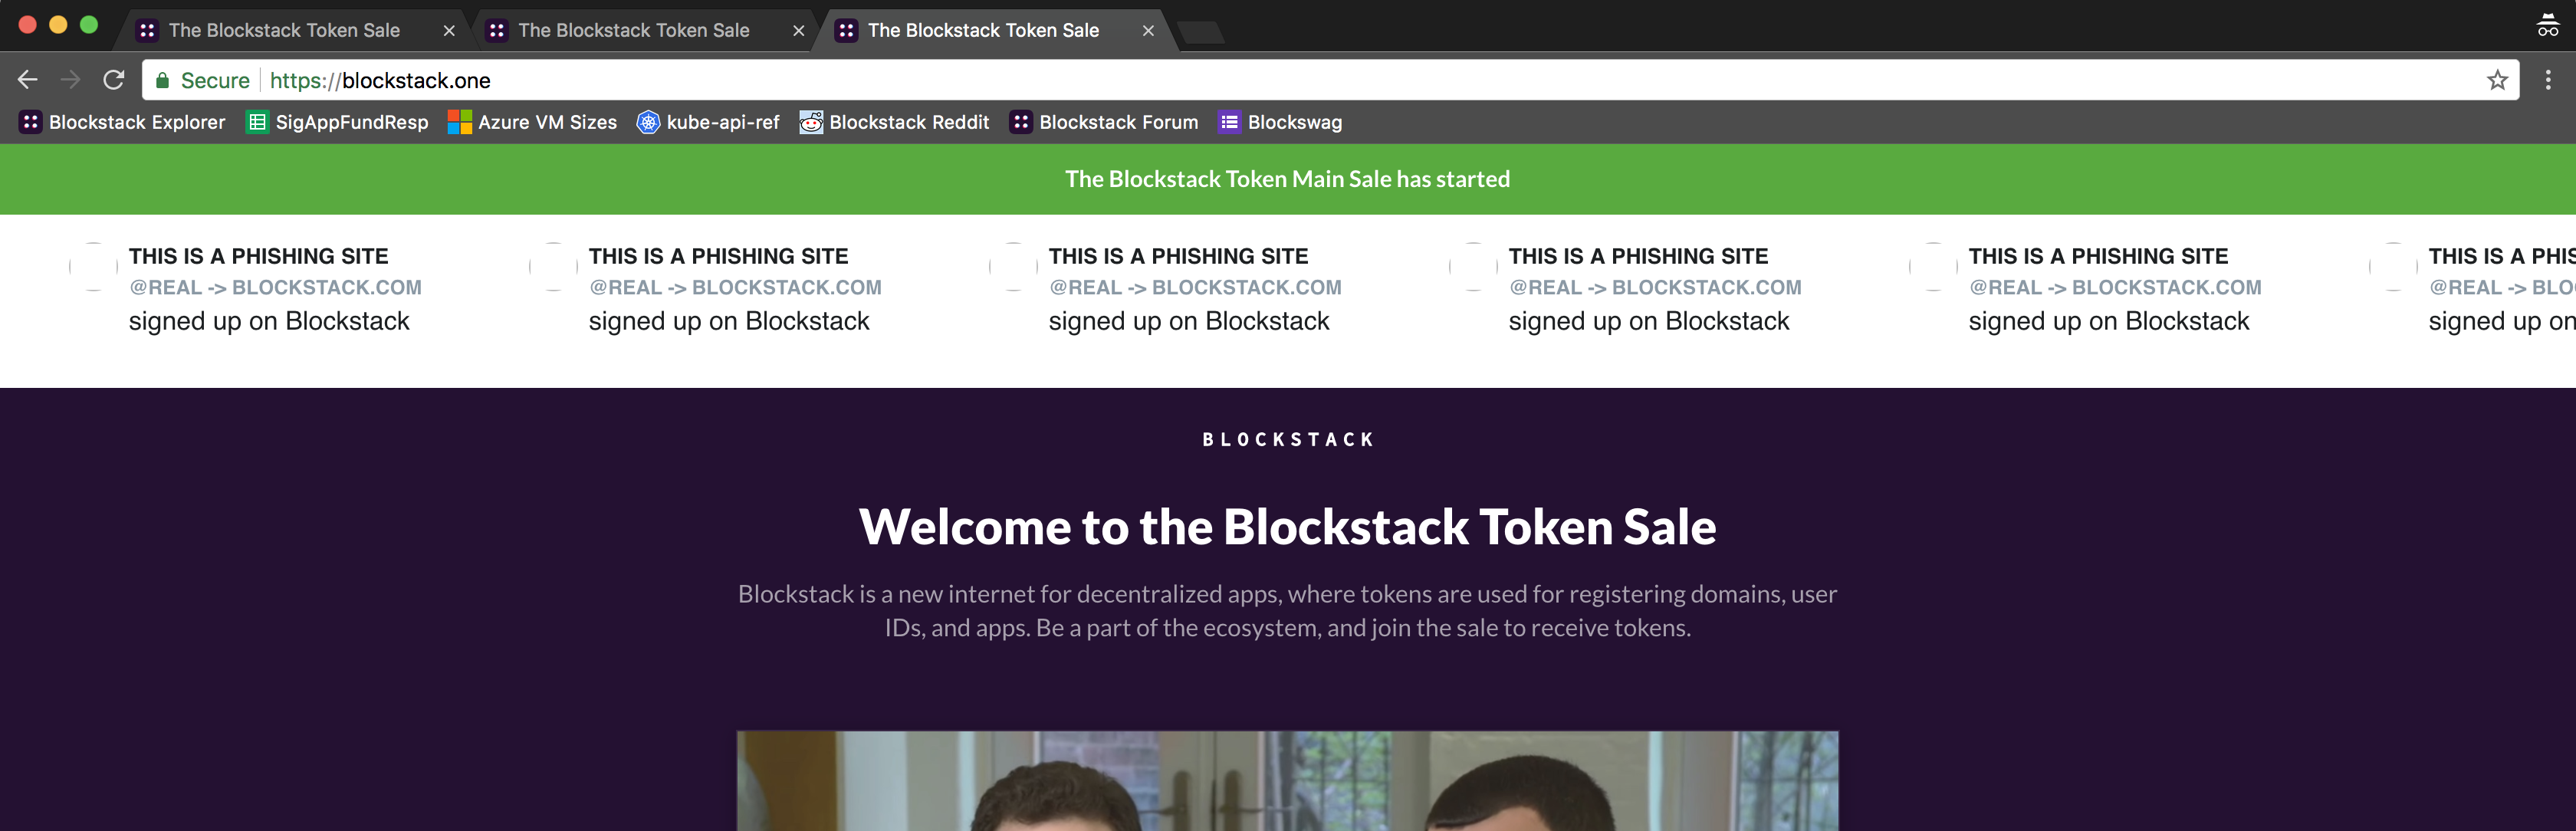 The Blockstack Token Sale The Blockstack Token Sale The Blockstack Token Sale
Secure https://blockstack.one
Blockstack Explorer SigAppFundResp Azure VM Sizes kube-api-ref Blockstack Reddit Blockstack Forum Blockswag
The Blockstack Token Main Sale has started
THIS IS A PHISHING SITE THIS IS A PHISHING SITE THIS IS A PHISHING SITE THIS IS A PHISHING SITE THIS IS A PHISHING SITE THIS IS A PHIS
@REAL -> BLOCKSTACK.COM @REAL -> BLOCKSTACK.COM @REAL -> BLOCKSTACK.COM @REAL -> BLOCKSTACK.COM @REAL -> BLOCKSTACK.COM @REAL -> BLO
signed up on Blockstack signed up on Blockstack signed up on Blockstack signed up on Blockstack signed up on Blockstack signed up on
BLOCKSTACK
Welcome to the Blockstack Token Sale
Blockstack is a new internet for decentralized apps, where tokens are used for registering domains, user
IDs, and apps. Be a part of the ecosystem, and join the sale to receive tokens.